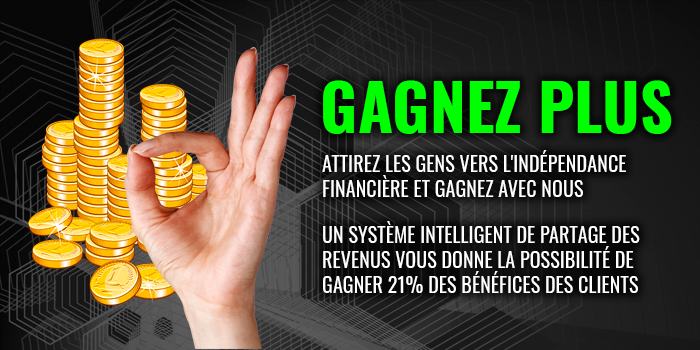 GAGNEZ PLUS
ATTIREZ LES GENS VERS L'INDÉPENDANCE
FINANCIÈRE ET GAGNEZ AVEC NOUS
UN SYSTÈME INTELLIGENT DE PARTAGE DES
REVENUS VOUS DONNE LA POSSIBILITÉ DE
GAGNER 21% DES BÉNÉFICES DES CLIENTS